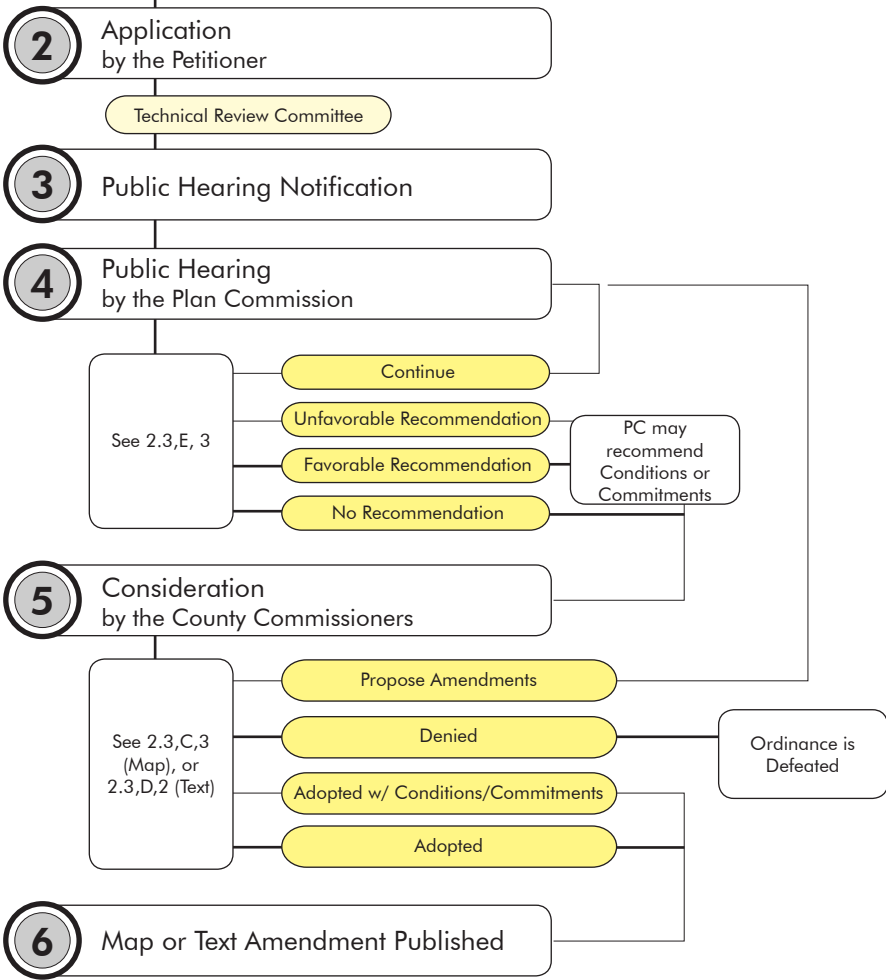 2
Application
by the Petitioner
Technical Review Committee
3
Public Hearing Notification
4
Public Hearing
by the Plan Commission
See 2.3,E, 3
Continue
Unfavorable Recommendation
Favorable Recommendation
No Recommendation
PC may
recommend
Conditions or
Commitments
5
Consideration
by the County Commissioners
See 2.3,C,3
(Map), or
2.3,D,2 (Text)
Propose Amendments
Denied
Adopted w/ Conditions/Commitments
Adopted
Ordinance is
Defeated
6
Map or Text Amendment Published